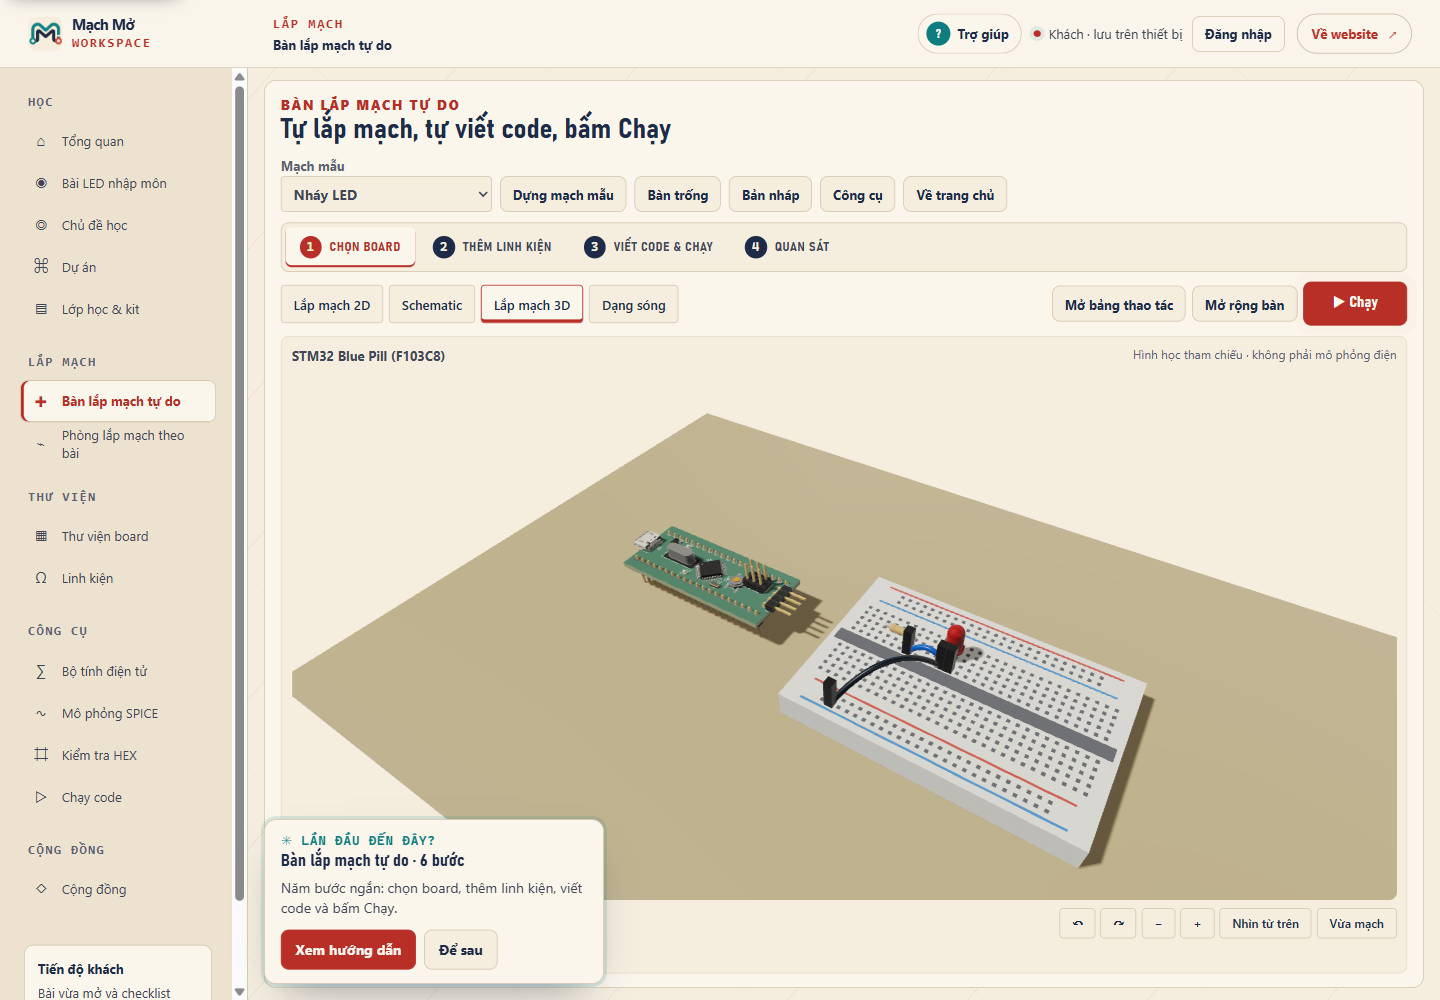 Mạch Mở
WORKSPACE
LẮP MẠCH
Bàn lắp mạch tự do
? Trợ giúp
Khách · lưu trên thiết bị
Đăng nhập
Về website ↗
HỌC
Tổng quan
Bài LED nhập môn
Chủ đề học
Dự án
Lớp học & kit
LẮP MẠCH
Bàn lắp mạch tự do
Phòng lắp mạch theo
bài
THƯ VIỆN
Thư viện board
Linh kiện
CÔNG CỤ
Bộ tính điện tử
Mô phỏng SPICE
Kiểm tra HEX
Chạy code
CỘNG ĐỒNG
Cộng đồng
Tiến độ khách
Bài vừa mở và checklist
BÀN LẮP MẠCH TỰ DO
Tự lắp mạch, tự viết code, bấm Chạy
Mạch mẫu
Nháy LED
Dựng mạch mẫu
Bàn trống
Bản nháp
Công cụ
Về trang chủ
1 CHỌN BOARD
2 THÊM LINH KIỆN
3 VIẾT CODE & CHẠY
4 QUAN SÁT
Lắp mạch 2D
Schematic
Lắp mạch 3D
Dạng sóng
Mở bảng thao tác
Mở rộng bàn
▶ Chạy
STM32 Blue Pill (F103C8)
Hình học tham chiếu · không phải mô phỏng điện
✳ LẦN ĐẦU ĐẾN ĐÂY?
Bàn lắp mạch tự do · 6 bước
Năm bước ngắn: chọn board, thêm linh kiện, viết
code và bấm Chạy.
Xem hướng dẫn
Để sau
↶
↷
−
+
Nhìn từ trên
Vừa mạch